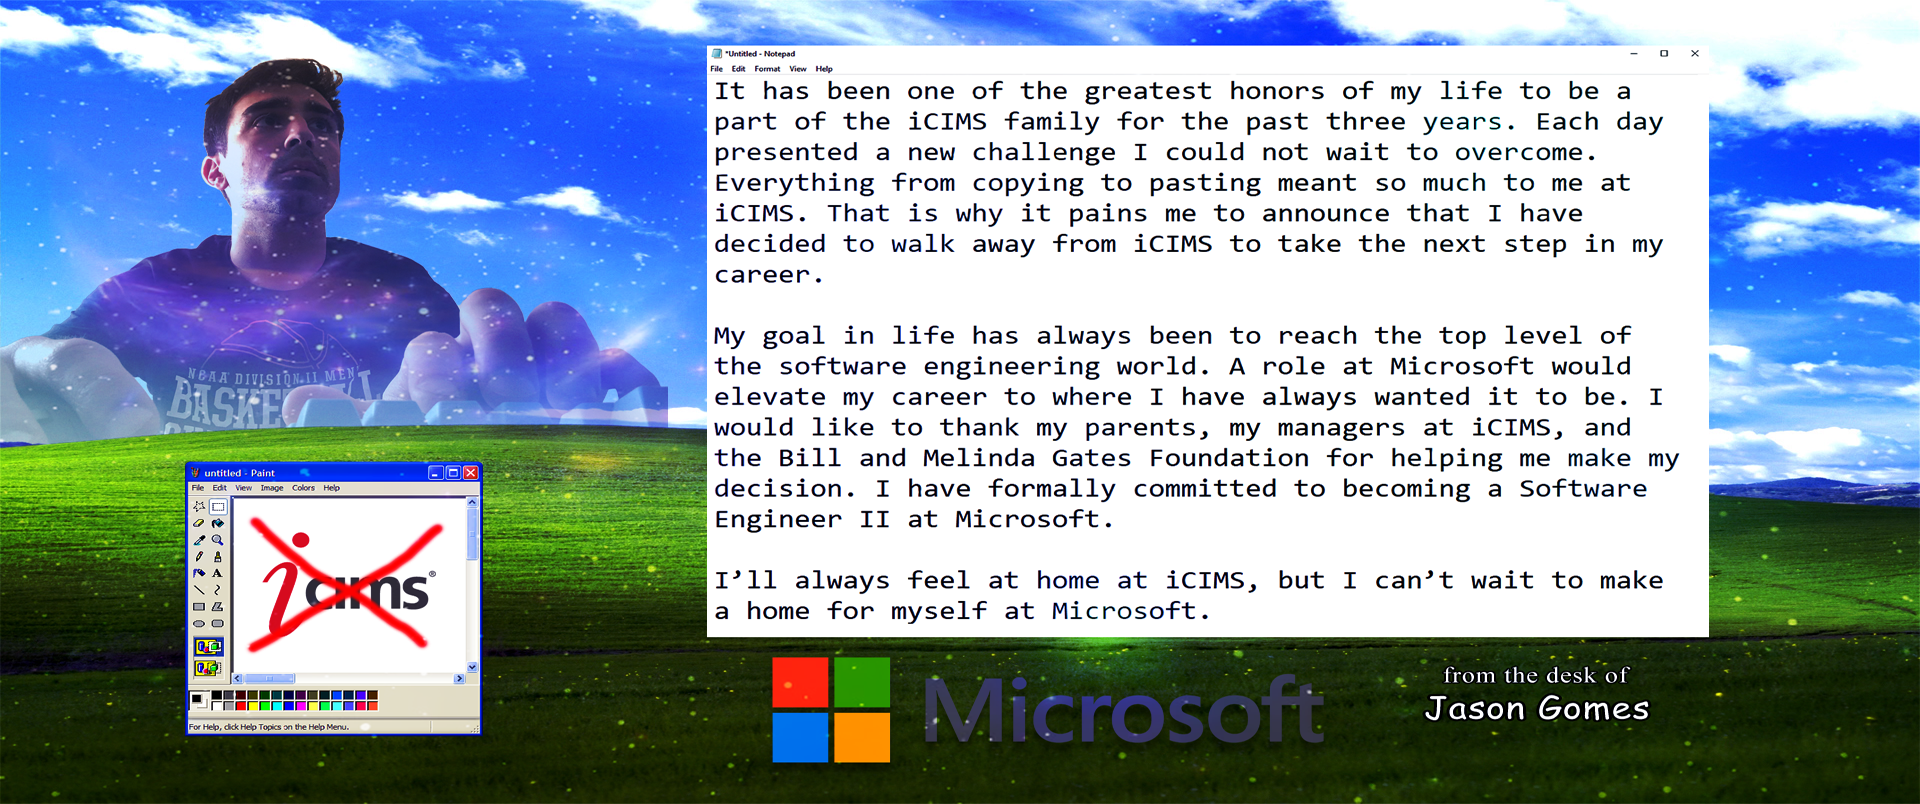 *Untitled - Notepad
File Edit Format View Help
It has been one of the greatest honors of my life to be a
part of the iCIMS family for the past three years. Each day
presented a new challenge I could not wait to overcome.
Everything from copying to pasting meant so much to me at
iCIMS. That is why it pains me to announce that I have
decided to walk away from iCIMS to take the next step in my
career.
My goal in life has always been to reach the top level of
the software engineering world. A role at Microsoft would
elevate my career to where I have always wanted it to be. I
would like to thank my parents, my managers at iCIMS, and
the Bill and Melinda Gates Foundation for helping me make my
decision. I have formally committed to becoming a Software
Engineer II at Microsoft.
I’ll always feel at home at iCIMS, but I can’t wait to make
a home for myself at Microsoft.
NCAA DIVISION II MEN
BASKE
untitled - Paint
File Edit View Image Colors Help
icims®
For Help, click Help Topics on the Help Menu.
Microsoft
from the desk of
Jason Gomes